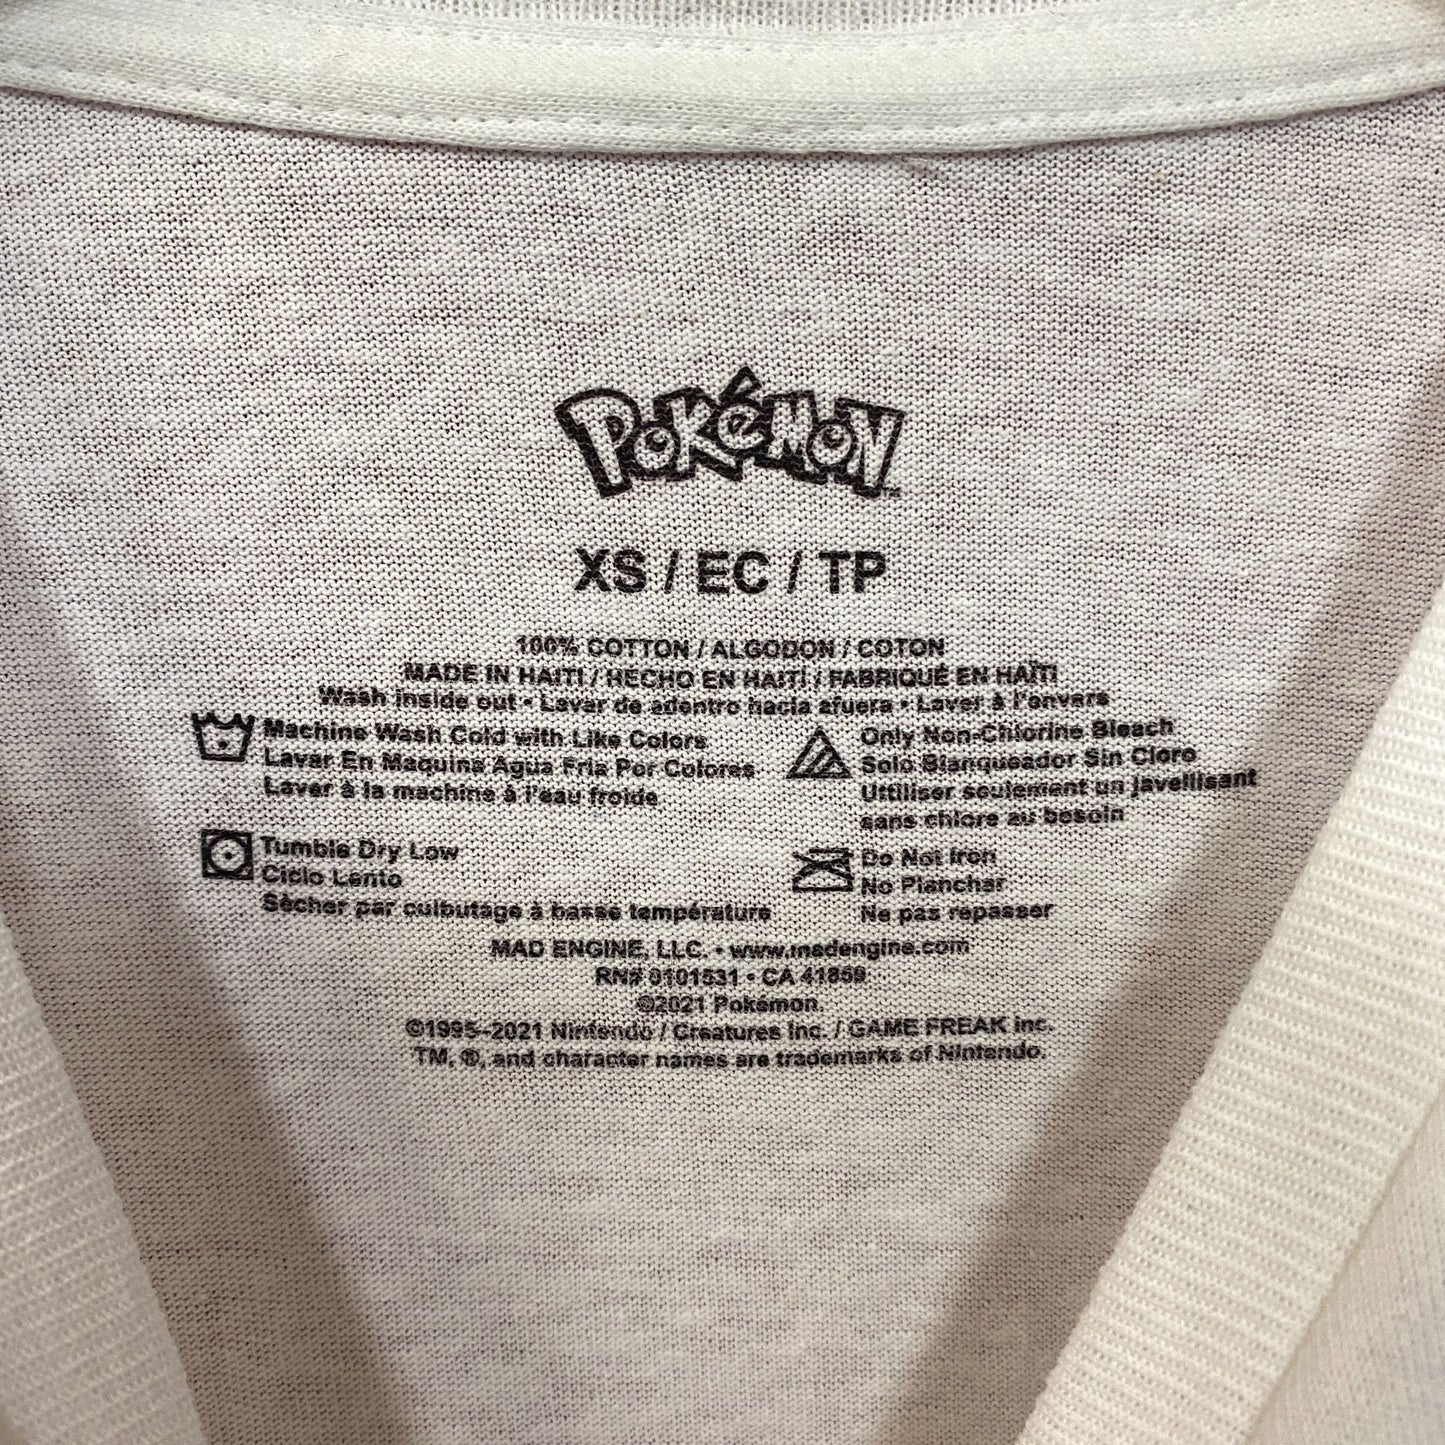 POKéMON™
XS / EC / TP
100% COTTON / ALGODON / COTON
MADE IN HAITI / HECHO EN HAITÍ / FABRIQUÉ EN HAÏTI
Wash inside out • Lavar de adentro hacia afuera • Laver à l'envers
Machine Wash Cold with Like Colors
Lavar En Maquina Agua Fria Por Colores
Laver à la machine à l'eau froide
Only Non-Chlorine Bleach
Solo Blanqueador Sin Cloro
Uttiliser seulement un javellisant
sans chlore au besoin
Tumble Dry Low
Ciclo Lento
Sècher par culbutage à basse température
Do Not Iron
No Planchar
Ne pas repasser
MAD ENGINE, LLC. • www.madengine.com
RN# 0101531 • CA 41859
©2021 Pokémon.
©1995–2021 Nintendo / Creatures Inc. / GAME FREAK inc.
TM, ®, and character names are trademarks of Nintendo.